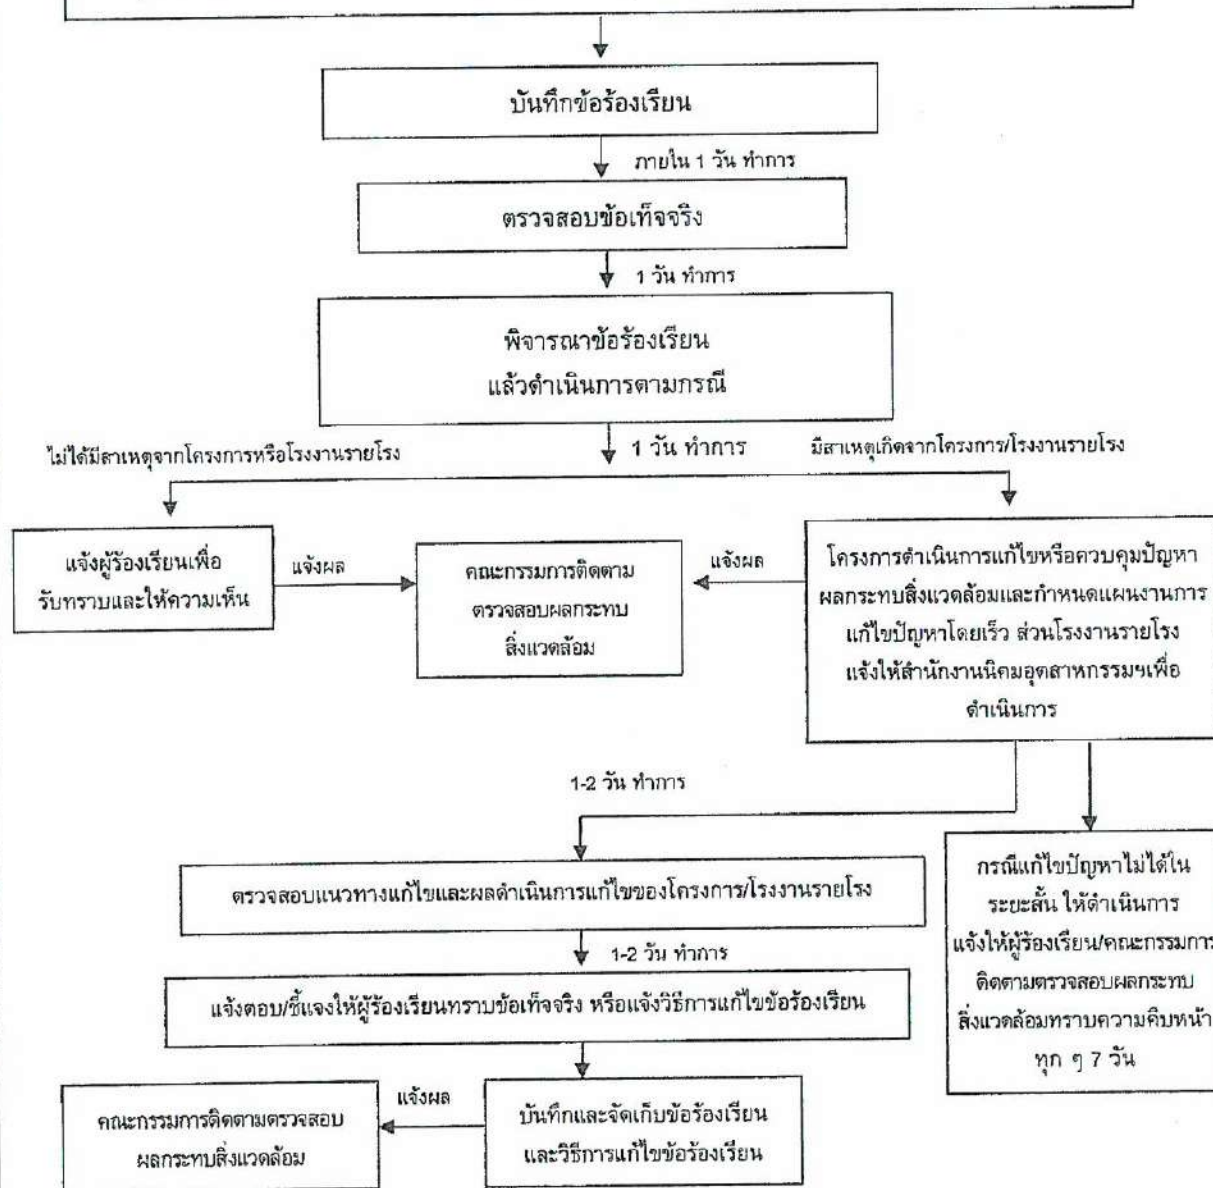 บันทึกข้อร้องเรียน
ภายใน 1 วัน ทำการ
ตรวจสอบข้อเท็จจริง
1 วัน ทำการ
พิจารณาข้อร้องเรียน
แล้วดำเนินการตามกรณี
ไม่ได้มีสาเหตุจากโครงการหรือโรงงานรายโรง
1 วัน ทำการ
มีสาเหตุเกิดจากโครงการ/โรงงานรายโรง
แจ้งผู้ร้องเรียนเพื่อ
รับทราบและให้ความเห็น
แจ้งผล
คณะกรรมการติดตาม
ตรวจสอบผลกระทบ
สิ่งแวดล้อม
แจ้งผล
โครงการดำเนินการแก้ไขหรือควบคุมปัญหา
ผลกระทบสิ่งแวดล้อมและกำหนดแผนงานการ
แก้ไขปัญหาโดยเร็ว ส่วนโรงงานรายโรง
แจ้งให้สำนักงานนิคมอุตสาหกรรมฯเพื่อ
ดำเนินการ
1-2 วัน ทำการ
ตรวจสอบแนวทางแก้ไขและผลดำเนินการแก้ไขของโครงการ/โรงงานรายโรง
1-2 วัน ทำการ
แจ้งตอบ/ชี้แจงให้ผู้ร้องเรียนทราบข้อเท็จจริง หรือแจ้งวิธีการแก้ไขข้อร้องเรียน
กรณีแก้ไขปัญหาไม่ได้ใน
ระยะสั้น ให้ดำเนินการ
แจ้งให้ผู้ร้องเรียน/คณะกรรมการ
ติดตามตรวจสอบผลกระทบ
สิ่งแวดล้อมทราบความคืบหน้า
ทุก ๆ 7 วัน
คณะกรรมการติดตามตรวจสอบ
ผลกระทบสิ่งแวดล้อม
แจ้งผล
บันทึกและจัดเก็บข้อร้องเรียน
และวิธีการแก้ไขข้อร้องเรียน